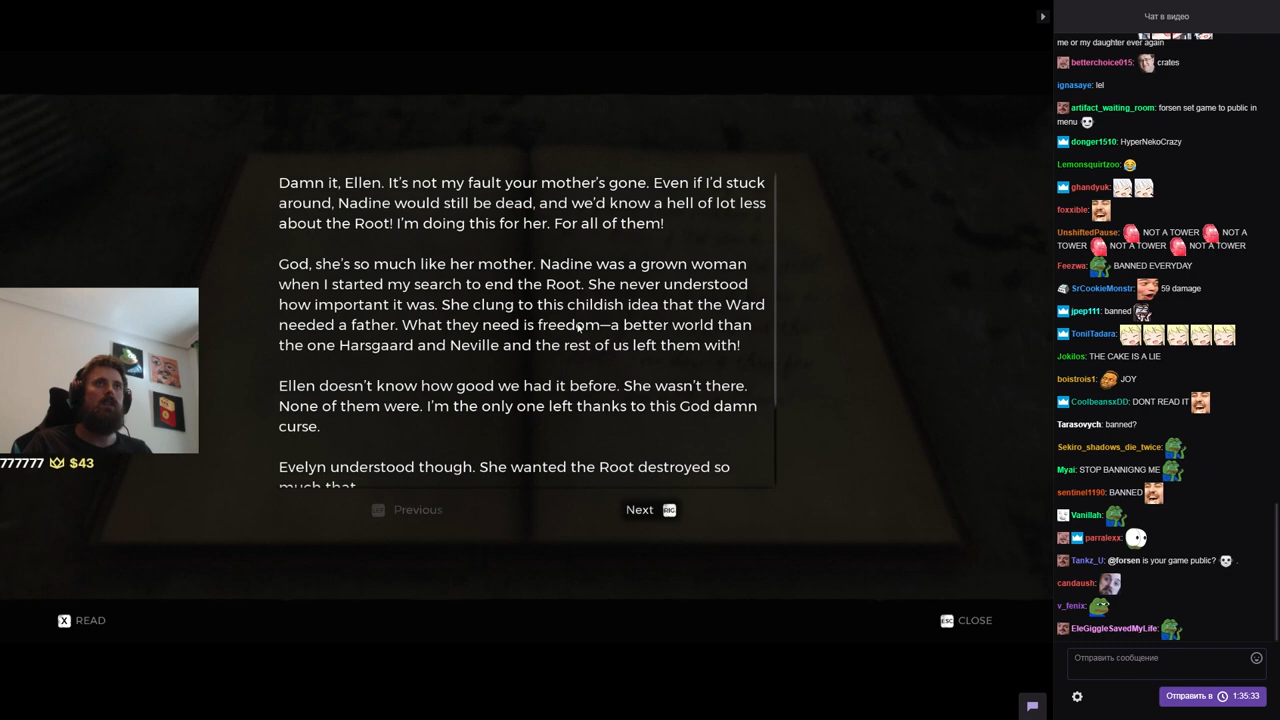 Чат в видео
me or my daughter ever again
betterchoice015: crates
ignasaye: lel
artifact_waiting_room: forsen set game to public in
menu
donger1510: HyperNekoCrazy
Lemonsquirtzoo:
ghandyuk:
foxxible:
UnshiftedPause: NOT A TOWER NOT A
TOWER NOT A TOWER NOT A TOWER
Feezwa: BANNED EVERYDAY
SrCookieMonstr: 59 damage
jpep111: banned
TonilTadara:
Jokilos: THE CAKE IS A LIE
boistrois1: JOY
CoolbeansxDD: DONT READ IT
Tarasovych: banned?
Sekiro_shadows_die_twice:
Myai: STOP BANNIGNG ME
sentinel1190: BANNED
Vanillah:
parralexx:
Tankz_U: @forsen is your game public? .
candaush:
v_fenix:
EleGiggleSavedMyLife:
Отправить сообщение
Отправить в 1:35:33
Damn it, Ellen. It's not my fault your mother's gone. Even if I'd stuck
around, Nadine would still be dead, and we'd know a hell of lot less
about the Root! I'm doing this for her. For all of them!
God, she's so much like her mother. Nadine was a grown woman
when I started my search to end the Root. She never understood
how important it was. She clung to this childish idea that the Ward
needed a father. What they need is freedom—a better world than
the one Harsgaard and Neville and the rest of us left them with!
Ellen doesn't know how good we had it before. She wasn't there.
None of them were. I'm the only one left thanks to this God damn
curse.
Evelyn understood though. She wanted the Root destroyed so
much that
Previous
Next RIG
777777 $43
X READ
ESC CLOSE